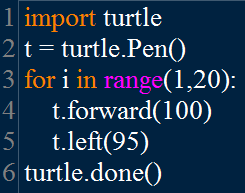 1 import turtle
2 t = turtle.Pen()
3 for i in range(1,20):
4     t.forward(100)
5     t.left(95)
6 turtle.done()